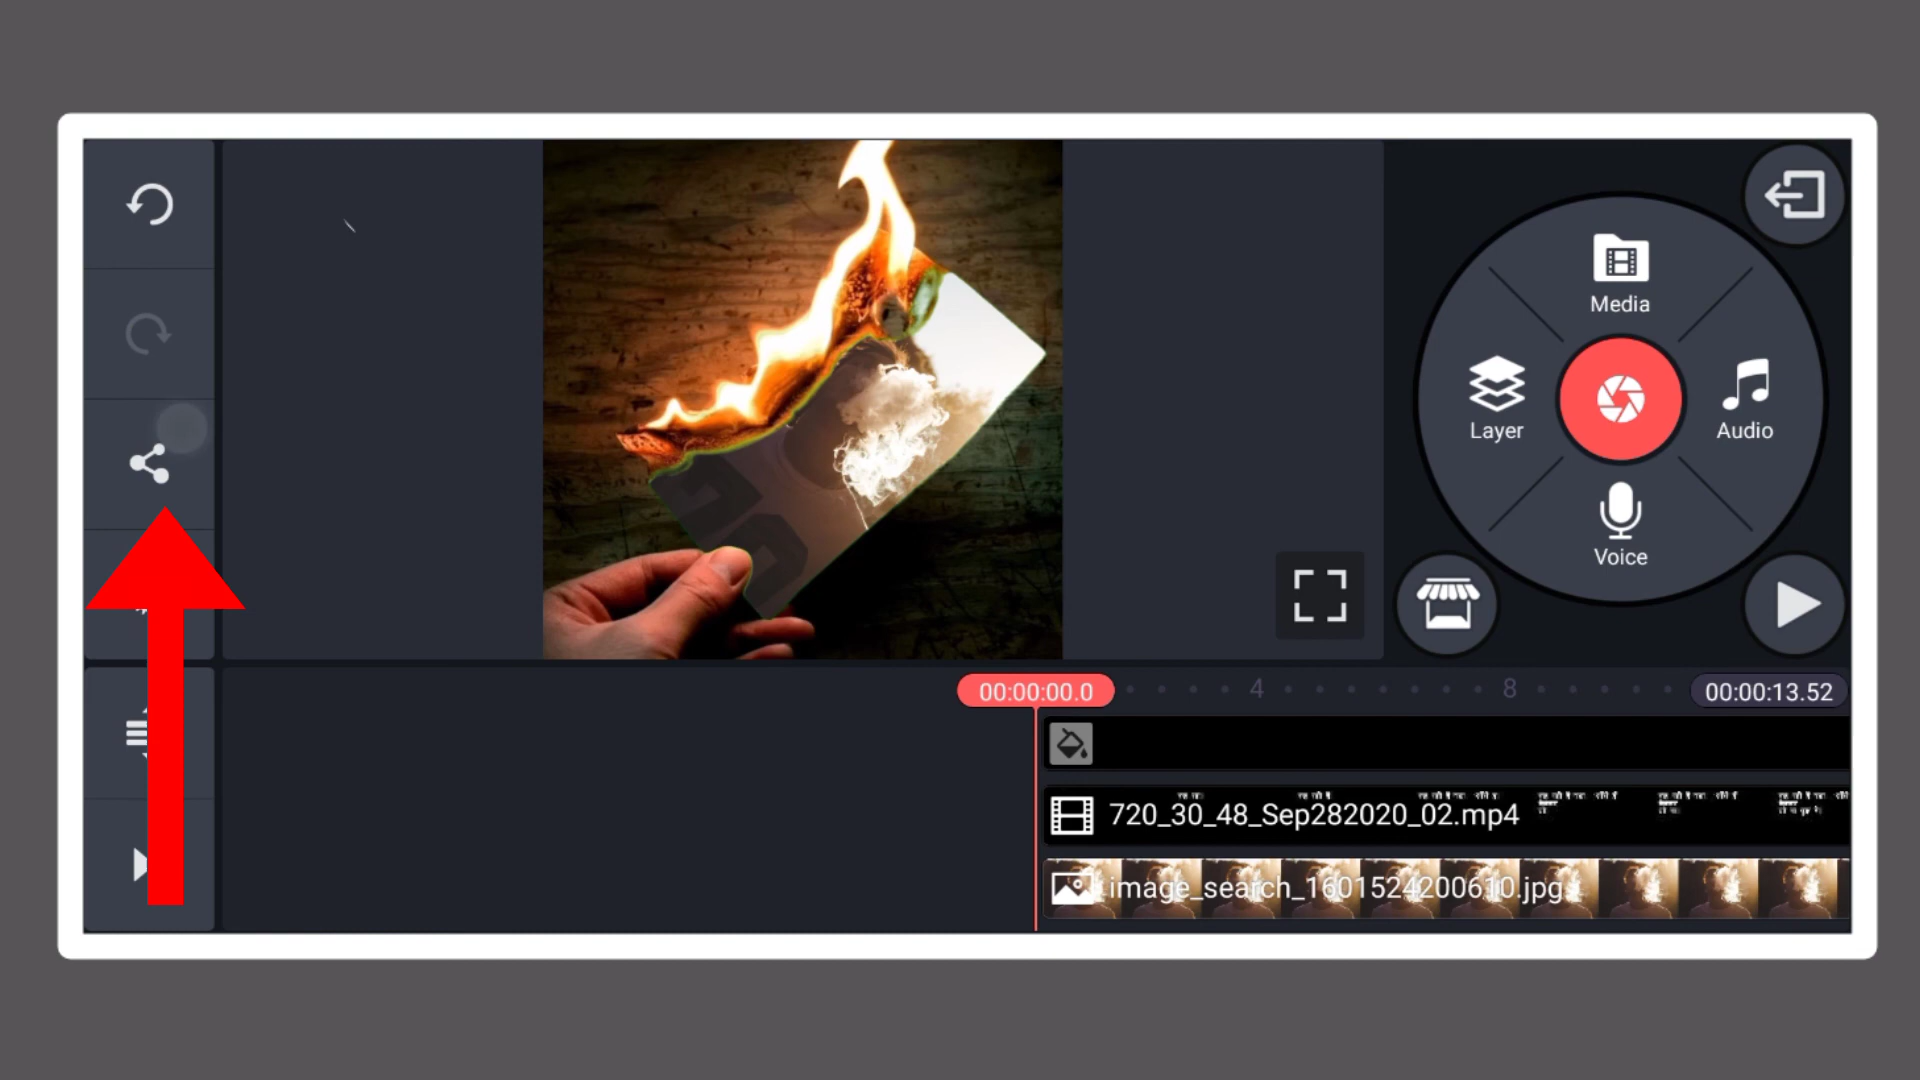 Media
Layer
Audio
Voice
00:00:00.0
4
8
00:00:13.52
720_30_48_Sep282020_02.mp4
image_search_1601524200610.jpg